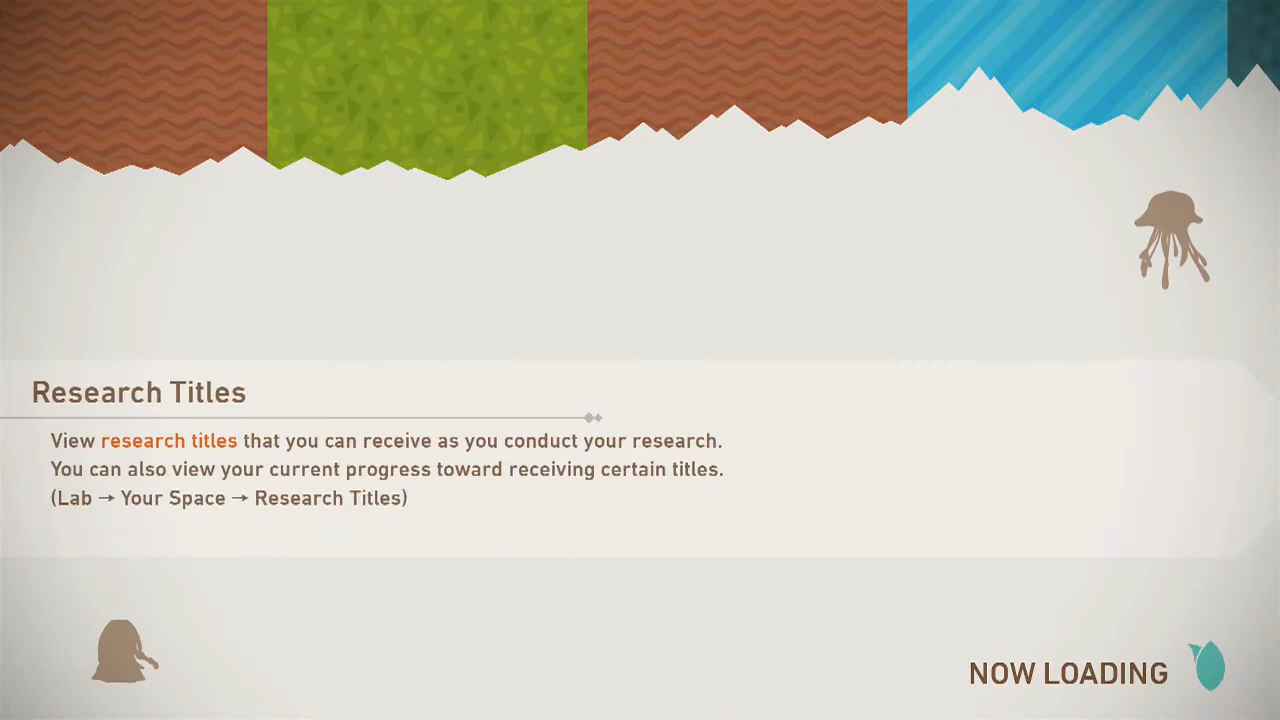 Research Titles
View research titles that you can receive as you conduct your research.
You can also view your current progress toward receiving certain titles.
(Lab → Your Space → Research Titles)
NOW LOADING